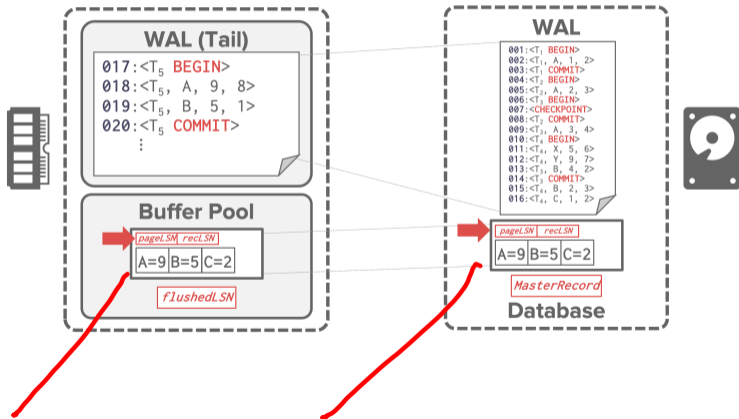 WAL (Tail)
017:<T5 BEGIN>
018:<T5, A, 9, 8>
019:<T5, B, 5, 1>
020:<T5 COMMIT>
⋮
Buffer Pool
pageLSN recLSN
A=9 B=5 C=2
flushedLSN
WAL
001:<T1 BEGIN>
002:<T1, A, 1, 2>
003:<T1 COMMIT>
004:<T2 BEGIN>
005:<T2, A, 2, 3>
006:<T3 BEGIN>
007:<CHECKPOINT>
008:<T2 COMMIT>
009:<T3, A, 3, 4>
010:<T4 BEGIN>
011:<T4, X, 5, 6>
012:<T4, Y, 9, 7>
013:<T3, B, 4, 2>
014:<T3 COMMIT>
015:<T4, B, 2, 3>
016:<T4, C, 1, 2>
pageLSN recLSN
A=9 B=5 C=2
MasterRecord
Database